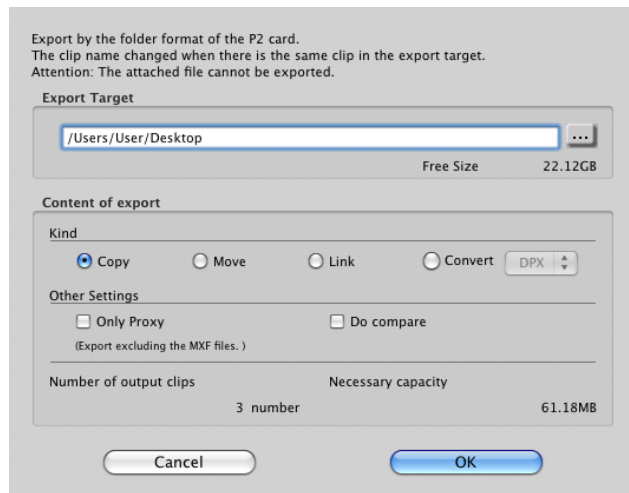 Export by the folder format of the P2 card.
The clip name changed when there is the same clip in the export target.
Attention: The attached file cannot be exported.
Export Target
/Users/User/Desktop
...
Free Size 22.12GB
Content of export
Kind
Copy Move Link Convert DPX
Other Settings
Only Proxy Do compare
(Export excluding the MXF files. )
Number of output clips Necessary capacity
3 number 61.18MB
Cancel OK